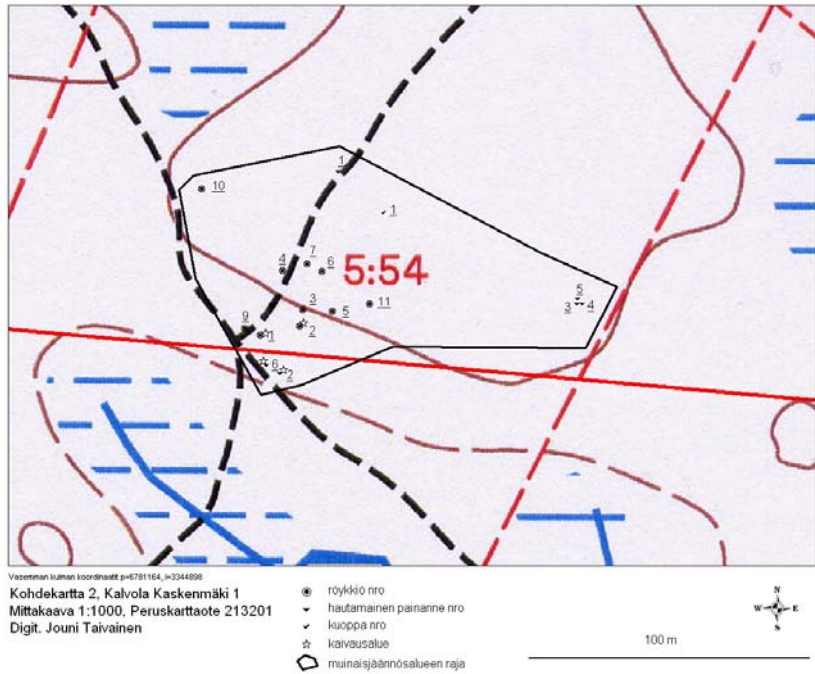 1
10
1
4
7
6
5:54
5
3
4
3
5
11
9
2
1
6
2
Vasemman kulman koordinaatit p=6781164, i=3344898
Kohdekartta 2, Kalvola Kaskenmäki 1
Mittakaava 1:1000, Peruskarttaote 213201
Digit. Jouni Taivainen
röykkiö nro
hautamainen painanne nro
kuoppa nro
kaivausalue
muinaisjäännösalueen raja
N
W E
S
100 m